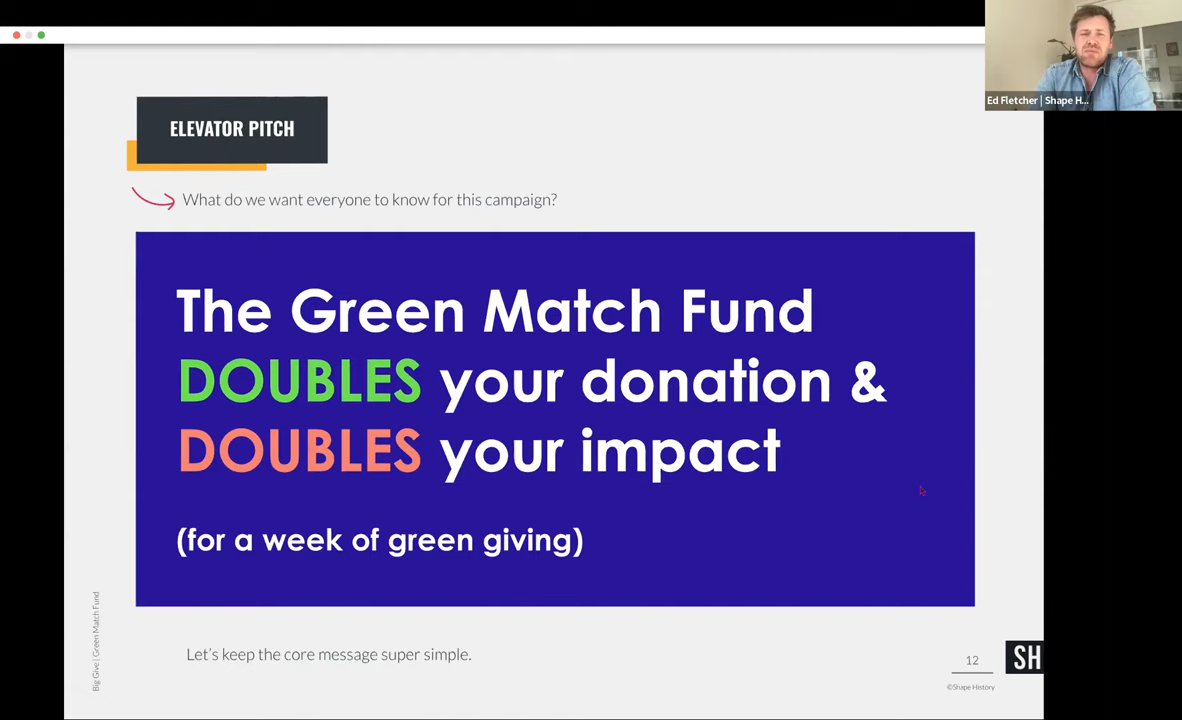 Ed Fletcher | Shape H...
ELEVATOR PITCH
What do we want everyone to know for this campaign?
The Green Match Fund
DOUBLES your donation &
DOUBLES your impact
(for a week of green giving)
Big Give | Green Match Fund
Let's keep the core message super simple.
12
SH
©Shape History